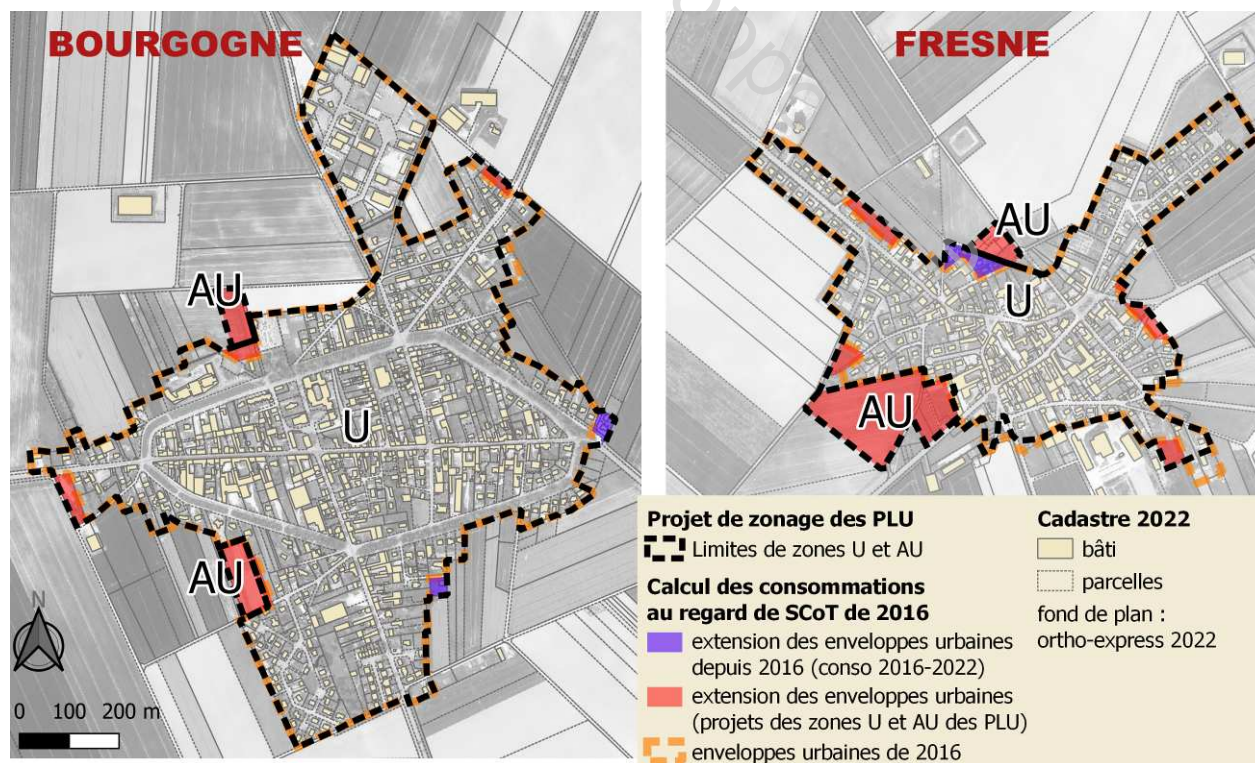 BOURGOGNE
FRESNE
AU
AU
U
AU
U
AU
AU
N
0 100 200 m
Projet de zonage des PLU
Limites de zones U et AU
Calcul des consommations
au regard de SCoT de 2016
extension des enveloppes urbaines
depuis 2016 (conso 2016-2022)
extension des enveloppes urbaines
(projets des zones U et AU des PLU)
enveloppes urbaines de 2016
Cadastre 2022
bâti
parcelles
fond de plan :
ortho-express 2022